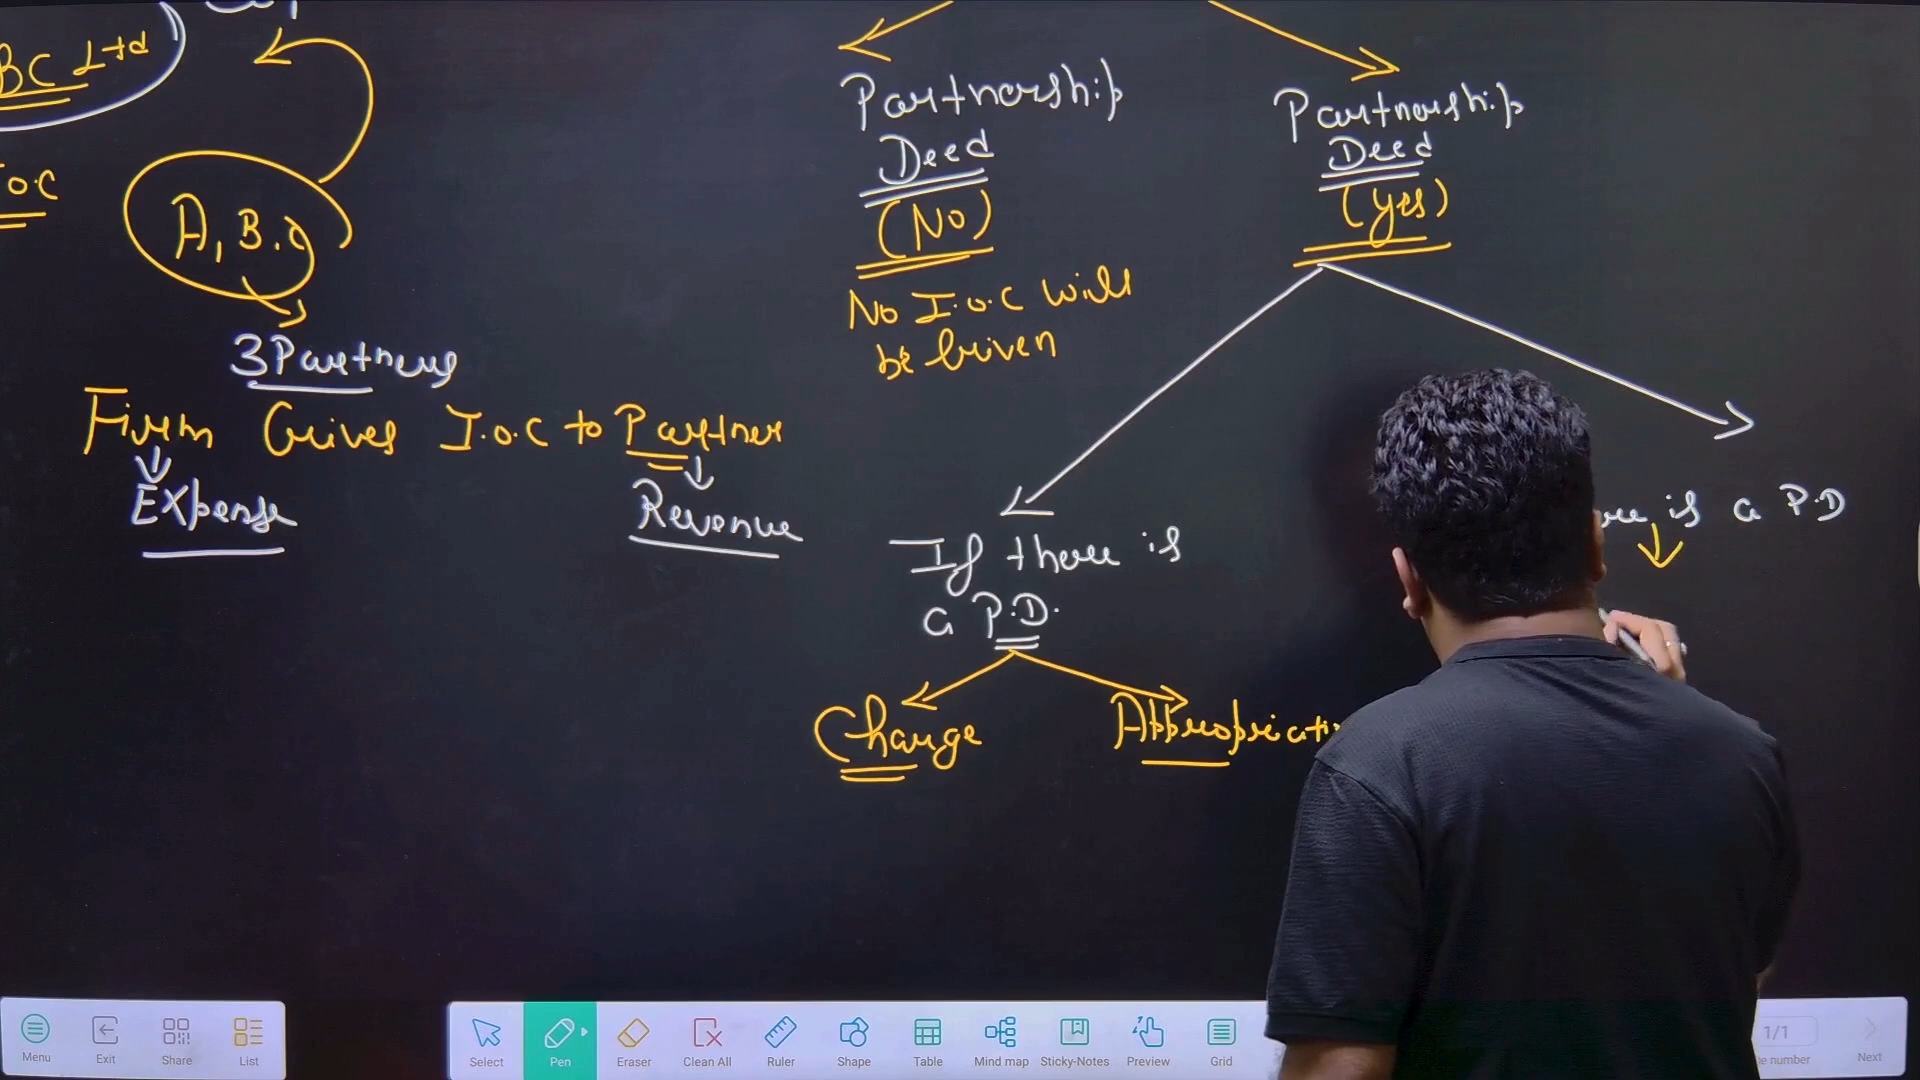 BC Ltd
O.C
A, B, C
3 Partners
Firm Gives I.O.C to Partner
Expense
Revenue
Partnership
Deed
(No)
No I.O.C will
be Given
Partnership
Deed
(Yes)
If there is
a P.D.
Charge
Appropriati
is a P.D
Menu
Exit
Share
List
Select
Pen
Eraser
Clean All
Ruler
Shape
Table
Mind map
Sticky-Notes
Preview
Grid
1/1
e number
Next